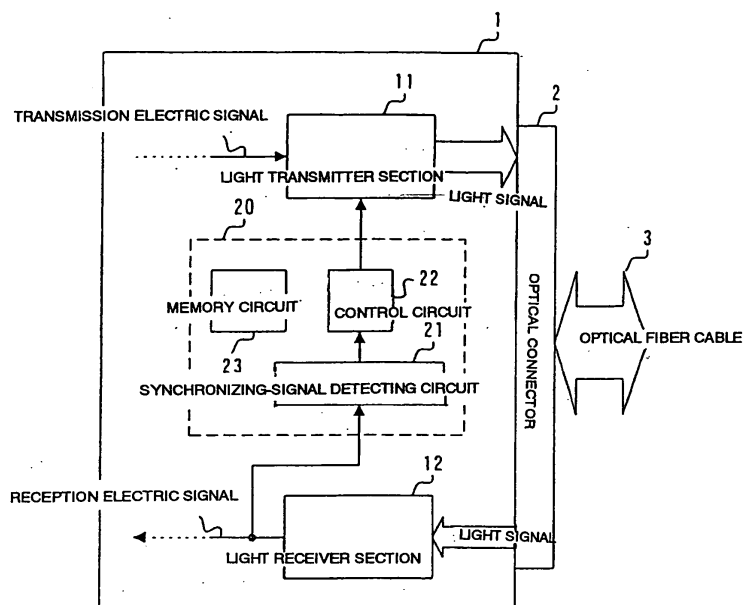 1
11
2
TRANSMISSION ELECTRIC SIGNAL
LIGHT TRANSMITTER SECTION
LIGHT SIGNAL
20
3
22
MEMORY CIRCUIT
CONTROL CIRCUIT
OPTICAL CONNECTOR
OPTICAL FIBER CABLE
23
21
SYNCHRONIZING-SIGNAL DETECTING CIRCUIT
12
RECEPTION ELECTRIC SIGNAL
LIGHT SIGNAL
LIGHT RECEIVER SECTION